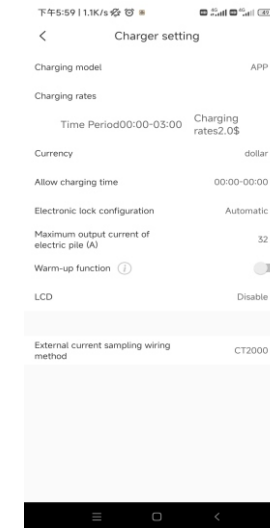 下午5:59 | 1.1K/s
Charger setting
Charging model APP
Charging rates
Time Period00:00-03:00 Charging
rates2.0$
Currency dollar
Allow charging time 00:00-00:00
Electronic lock configuration Automatic
Maximum output current of
electric pile (A) 32
Warm-up function
LCD Disable
External current sampling wiring
method CT2000